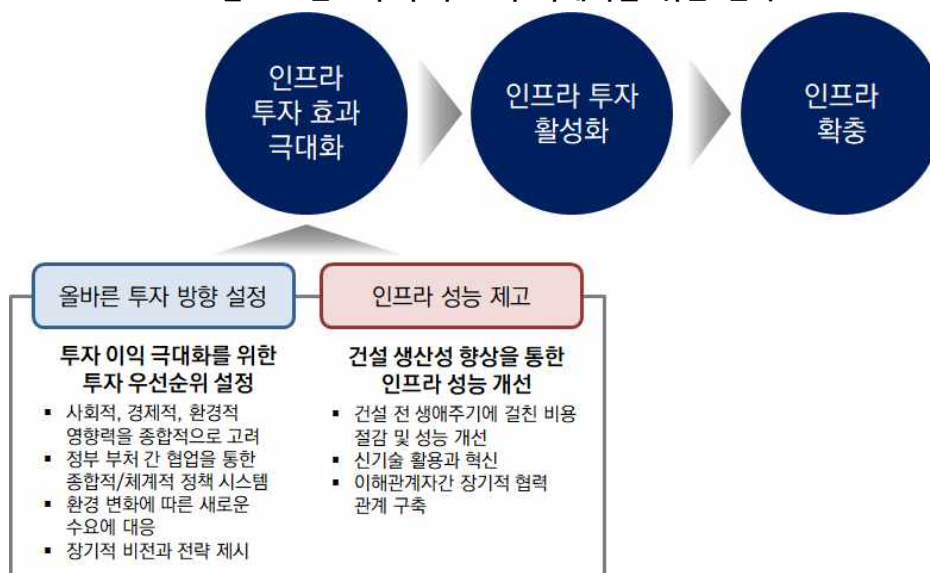 인프라
투자 효과
극대화
인프라 투자
활성화
인프라
확충
올바른 투자 방향 설정
인프라 성능 제고
투자 이익 극대화를 위한
투자 우선순위 설정
▪ 사회적, 경제적, 환경적
영향력을 종합적으로 고려
▪ 정부 부처 간 협업을 통한
종합적/체계적 정책 시스템
▪ 환경 변화에 따른 새로운
수요에 대응
▪ 장기적 비전과 전략 제시
건설 생산성 향상을 통한
인프라 성능 개선
▪ 건설 전 생애주기에 걸친 비용
절감 및 성능 개선
▪ 신기술 활용과 혁신
▪ 이해관계자간 장기적 협력
관계 구축